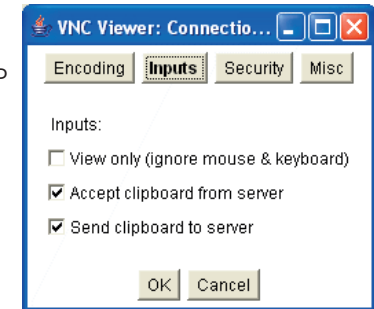 VNC Viewer: Connectio...
Encoding Inputs Security Misc
Inputs:
View only (ignore mouse & keyboard)
Accept clipboard from server
Send clipboard to server
OK Cancel